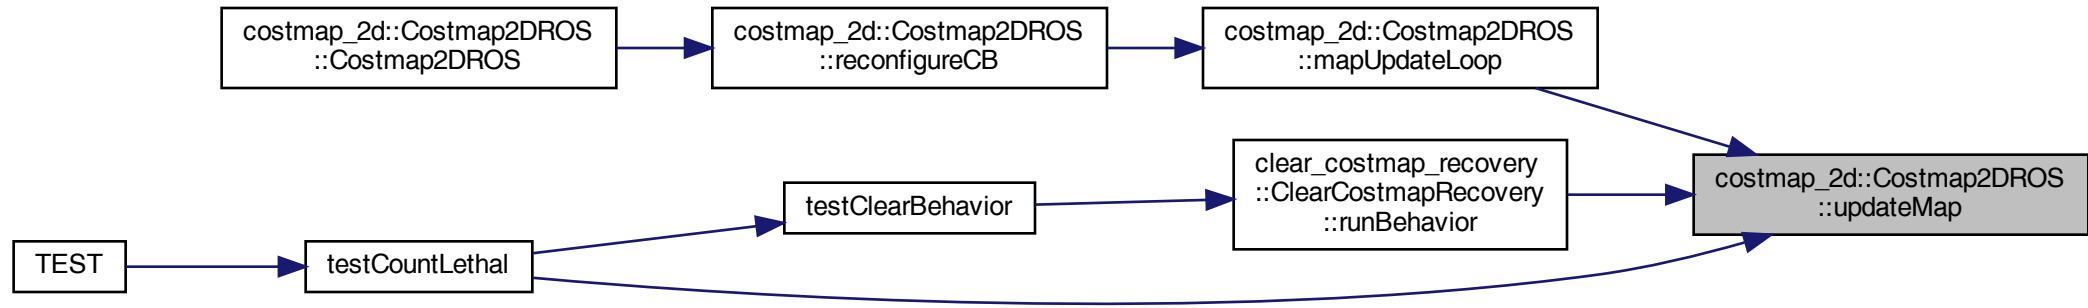 costmap_2d::Costmap2DROS
::Costmap2DROS
costmap_2d::Costmap2DROS
::reconfigureCB
costmap_2d::Costmap2DROS
::mapUpdateLoop
clear_costmap_recovery
::ClearCostmapRecovery
::runBehavior
costmap_2d::Costmap2DROS
::updateMap
testClearBehavior
TEST
testCountLethal